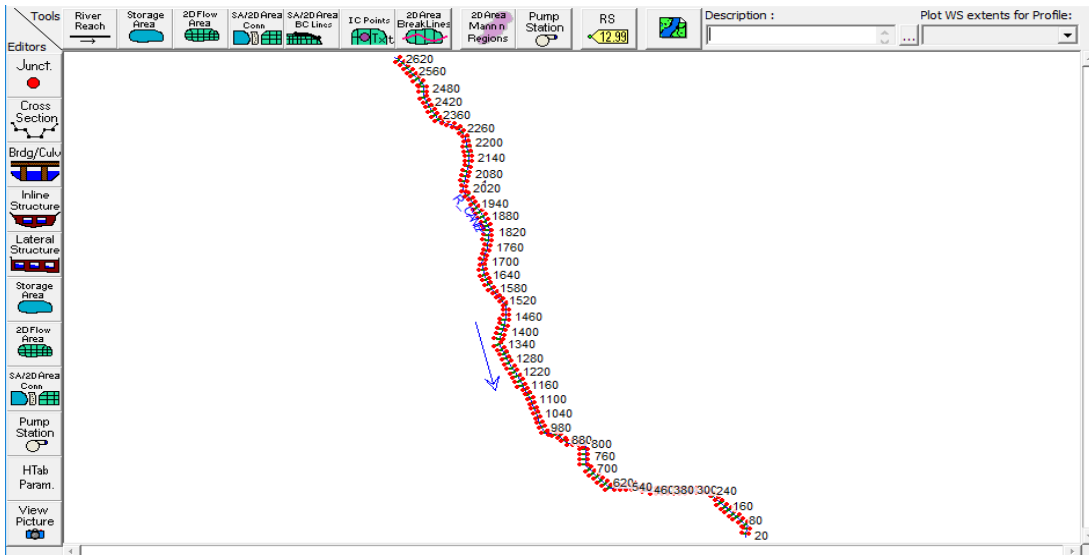 Tools
Editors
River
Reach
Storage
Area
2D Flow
Area
SA/2D Area
Conn
SA/2D Area
BC Lines
IC Points
2D Area
BreakLines
2D Area
Mann n
Regions
Pump
Station
RS
12.99
Description :
...
Plot WS extents for Profile:
Junct.
Cross
Section
Brdg/Culv
Inline
Structure
Lateral
Structure
Storage
Area
2D Flow
Area
SA/2D Area
Conn
Pump
Station
HTab
Param.
View
Picture
2620
2560
2480
2420
2360
2260
2200
2140
2080
2020
1940
1880
1820
1760
1700
1640
1580
1520
1460
1400
1340
1280
1220
1160
1100
1040
980
880 800
760
700
620 540 460 380 300 240
160
80
20